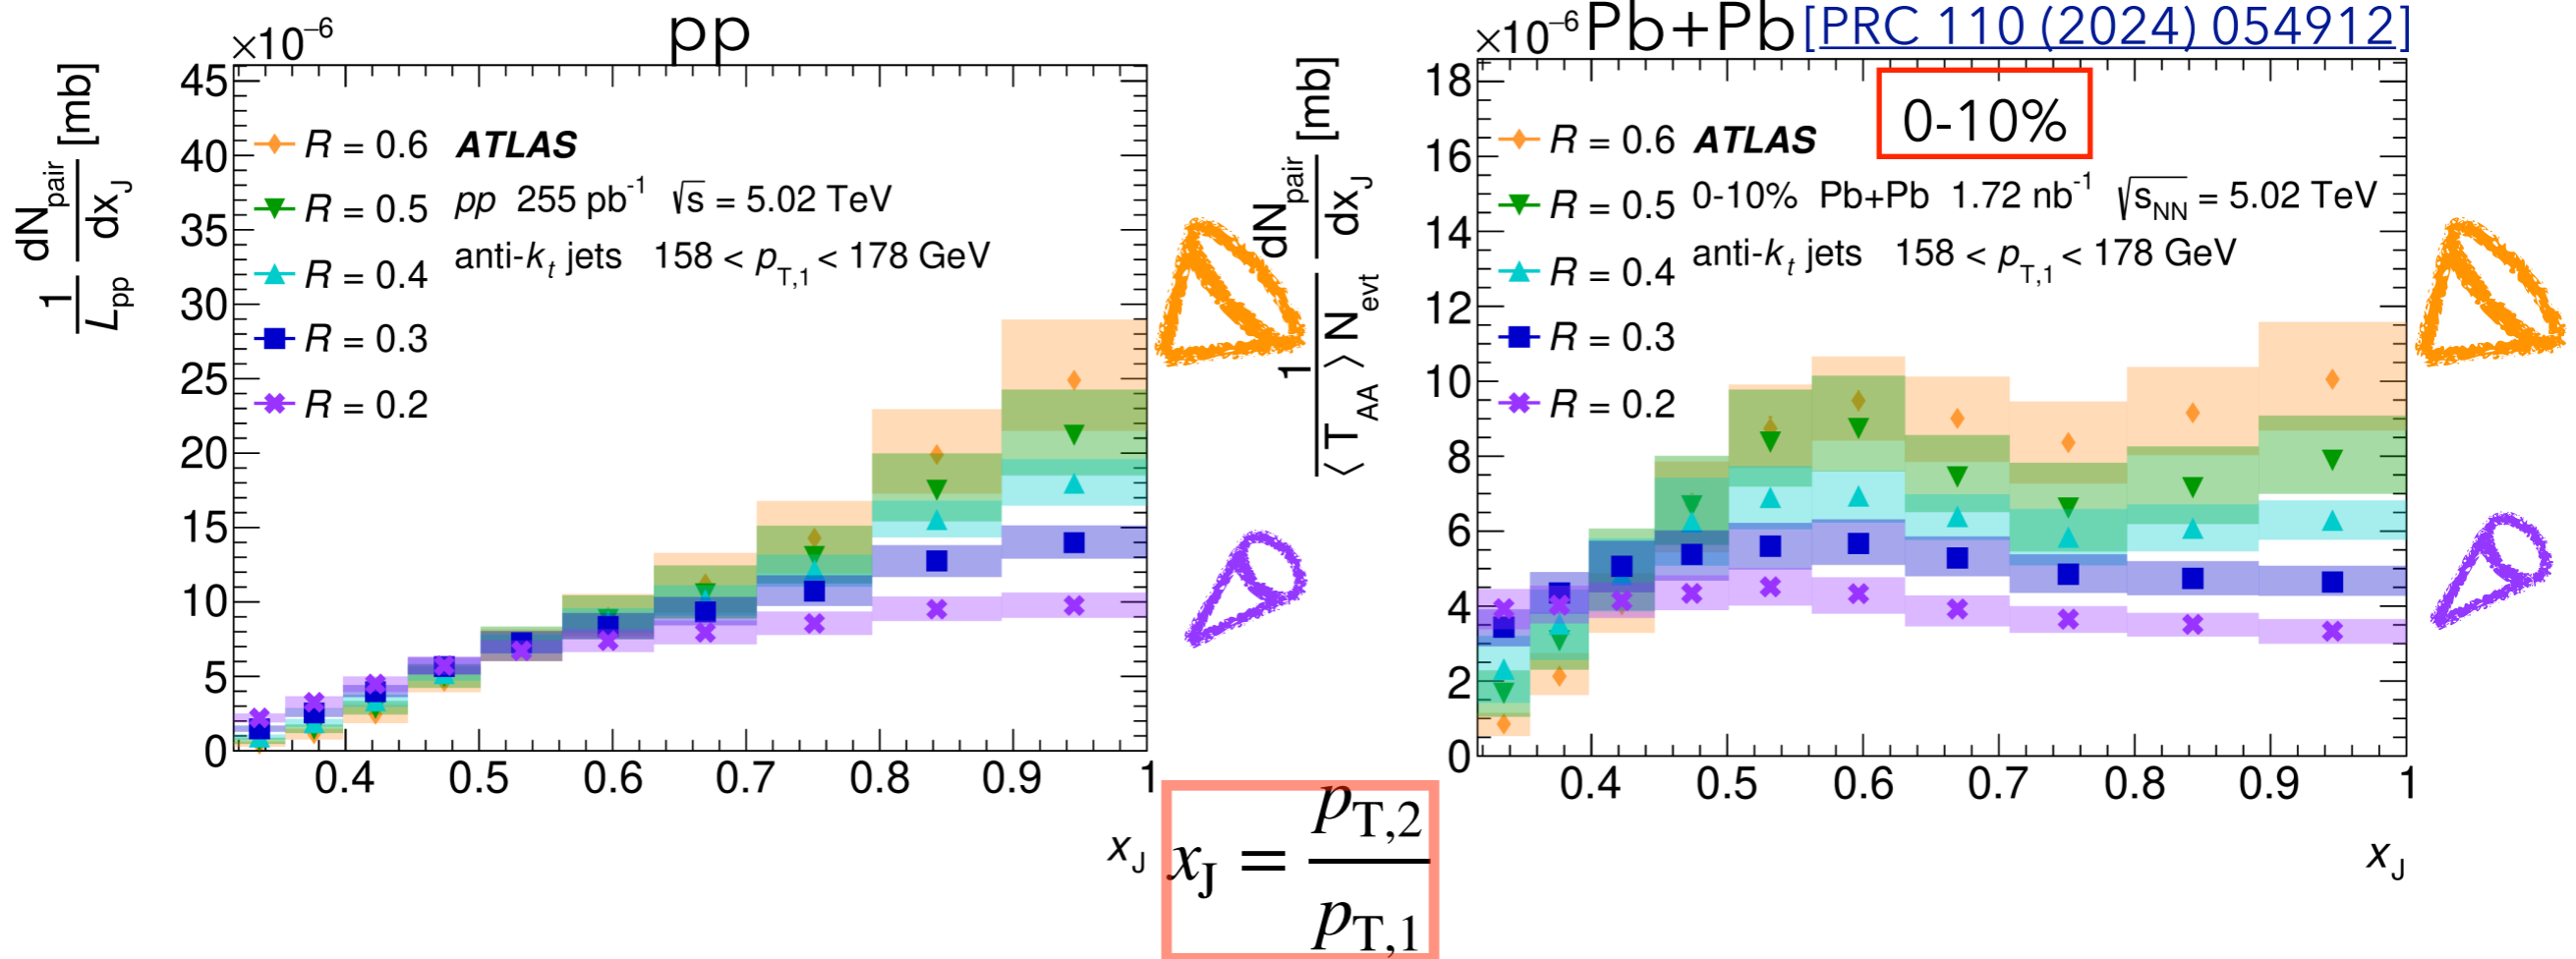 pp
×10⁻⁶
1/L_pp dN_pair/dx_J [mb]
45
40
35
30
25
20
15
10
5
0
R = 0.6 ATLAS
R = 0.5 pp 255 pb⁻¹ √s = 5.02 TeV
R = 0.4 anti-k_t jets 158 < p_T,1 < 178 GeV
R = 0.3
R = 0.2
0.4 0.5 0.6 0.7 0.8 0.9 1
x_J
Pb+Pb [PRC 110 (2024) 054912]
×10⁻⁶
1/⟨T_AA⟩ N_evt dN_pair/dx_J [mb]
18
16
14
12
10
8
6
4
2
0
0-10%
R = 0.6 ATLAS
R = 0.5 0-10% Pb+Pb 1.72 nb⁻¹ √s_NN = 5.02 TeV
R = 0.4 anti-k_t jets 158 < p_T,1 < 178 GeV
R = 0.3
R = 0.2
0.4 0.5 0.6 0.7 0.8 0.9 1
x_J
x_J = p_T,2/p_T,1